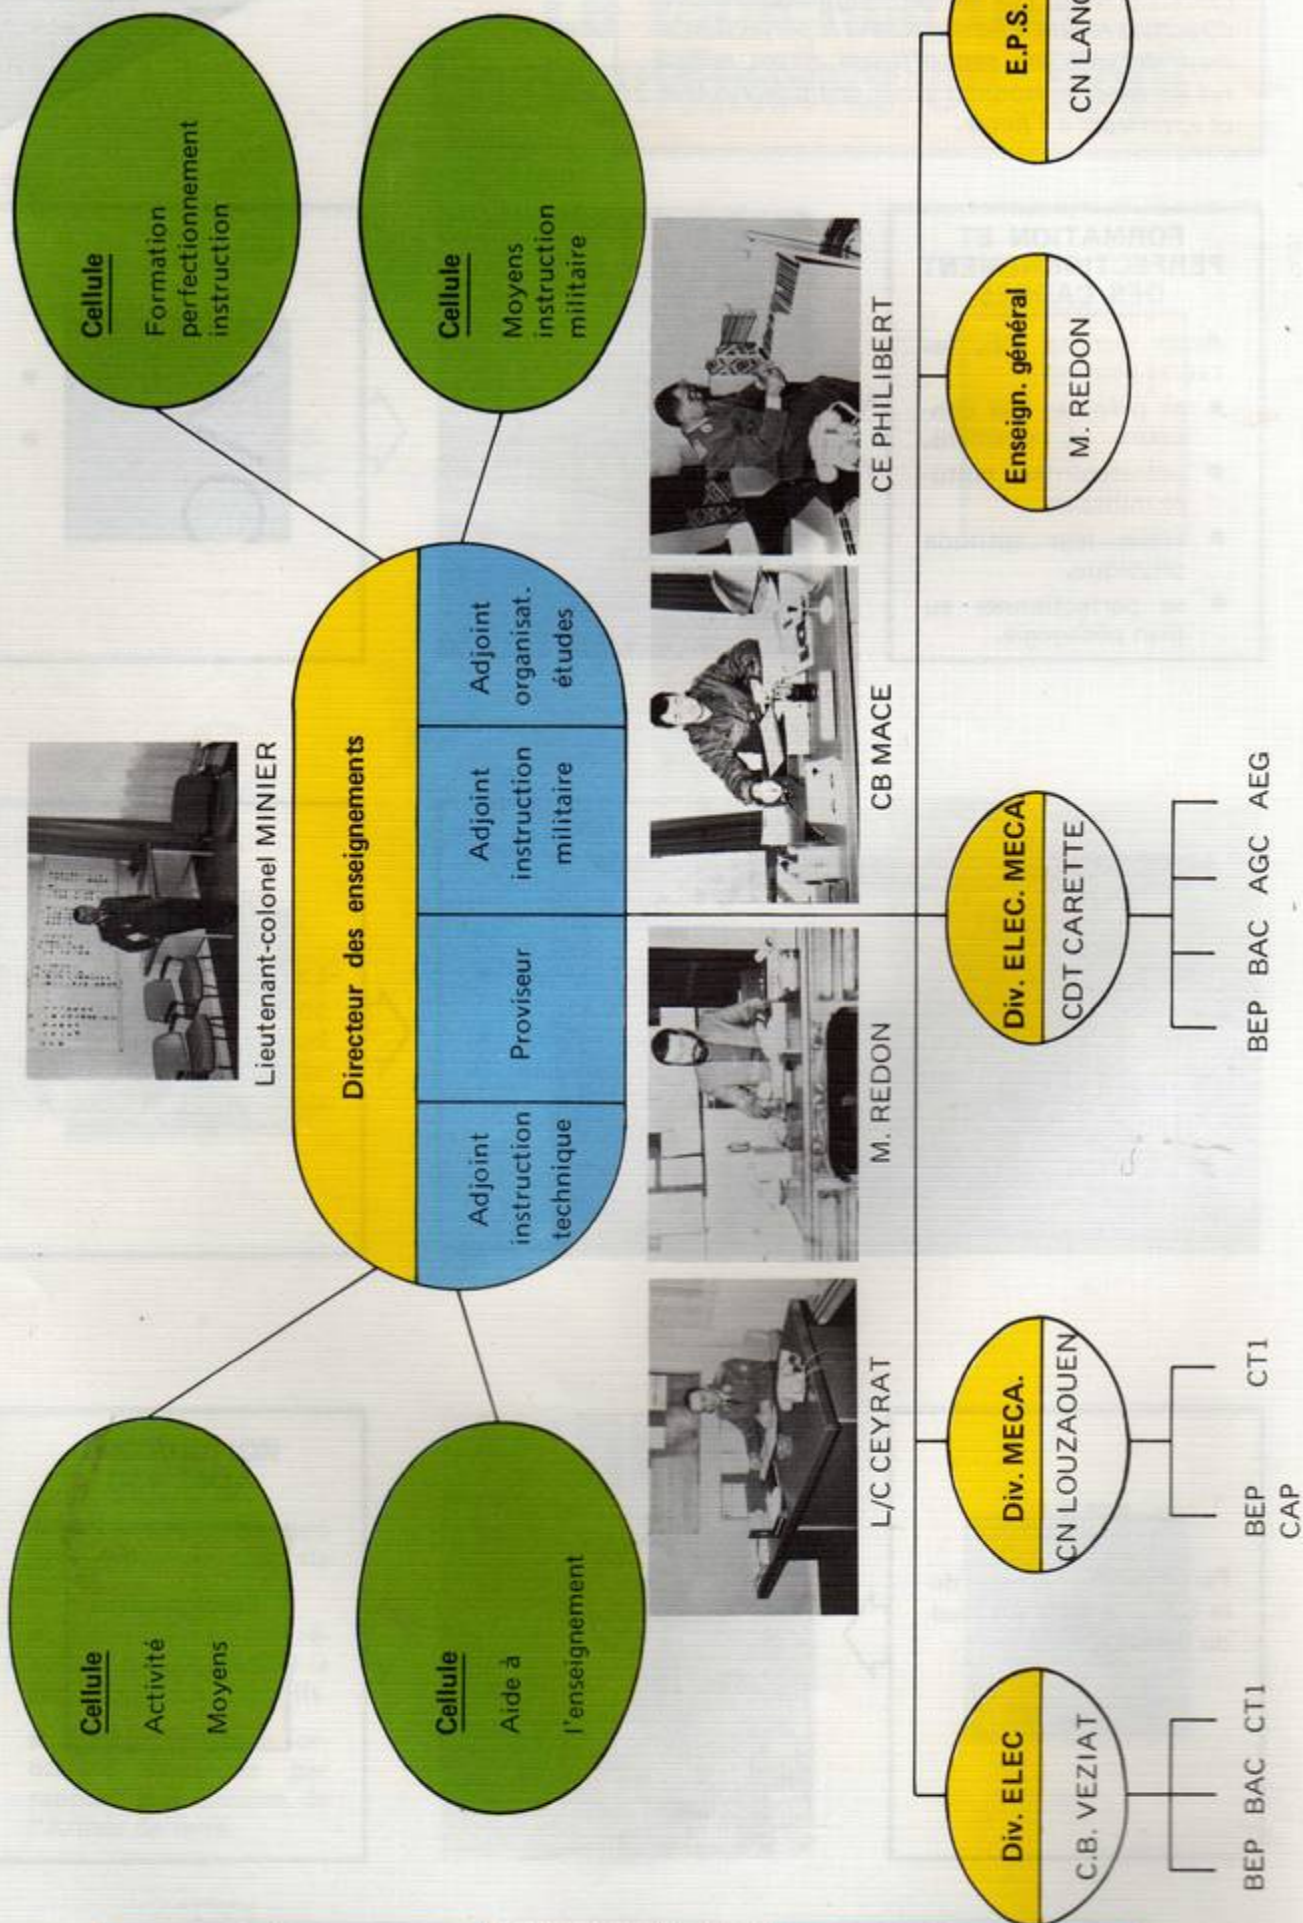 Lieutenant-colonel MINIER
Cellule
Activité
Moyens
Cellule
Formation
perfectionnement
instruction
Directeur des enseignements
Cellule
Aide à
l'enseignement
Cellule
Moyens
instruction
militaire
Adjoint
instruction
technique
Proviseur
Adjoint
instruction
militaire
Adjoint
organisat.
études
L/C CEYRAT
M. REDON
CB MACE
CE PHILIBERT
Div. ELEC
C.B. VEZIAT
Div. MECA.
CN LOUZAOUEN
Div. ELEC. MECA.
CDT CARETTE
Enseign. général
M. REDON
E.P.S.
CN
BEP BAC CT1
BEP CT1
CAP
BEP BAC AGC AEG